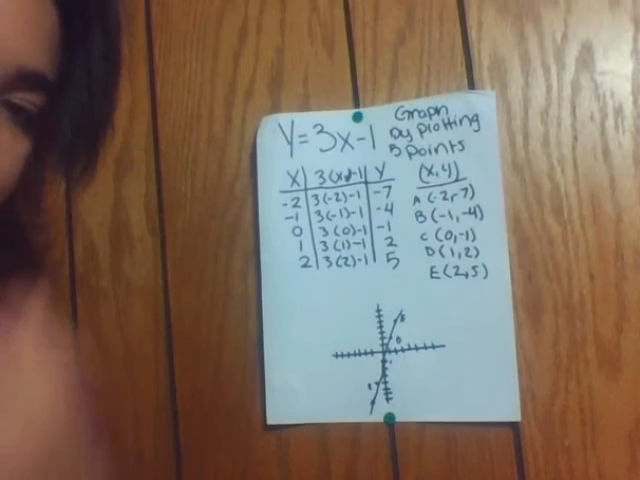 Y=3x-1
Graph
by plotting
5 points
X | 3(x)-1 | Y
-2 | 3(-2)-1 | -7
-1 | 3(-1)-1 | -4
0 | 3(0)-1 | -1
1 | 3(1)-1 | 2
2 | 3(2)-1 | 5
(X,Y)
A (-2,-7)
B (-1,-4)
C (0,-1)
D (1,2)
E (2,5)